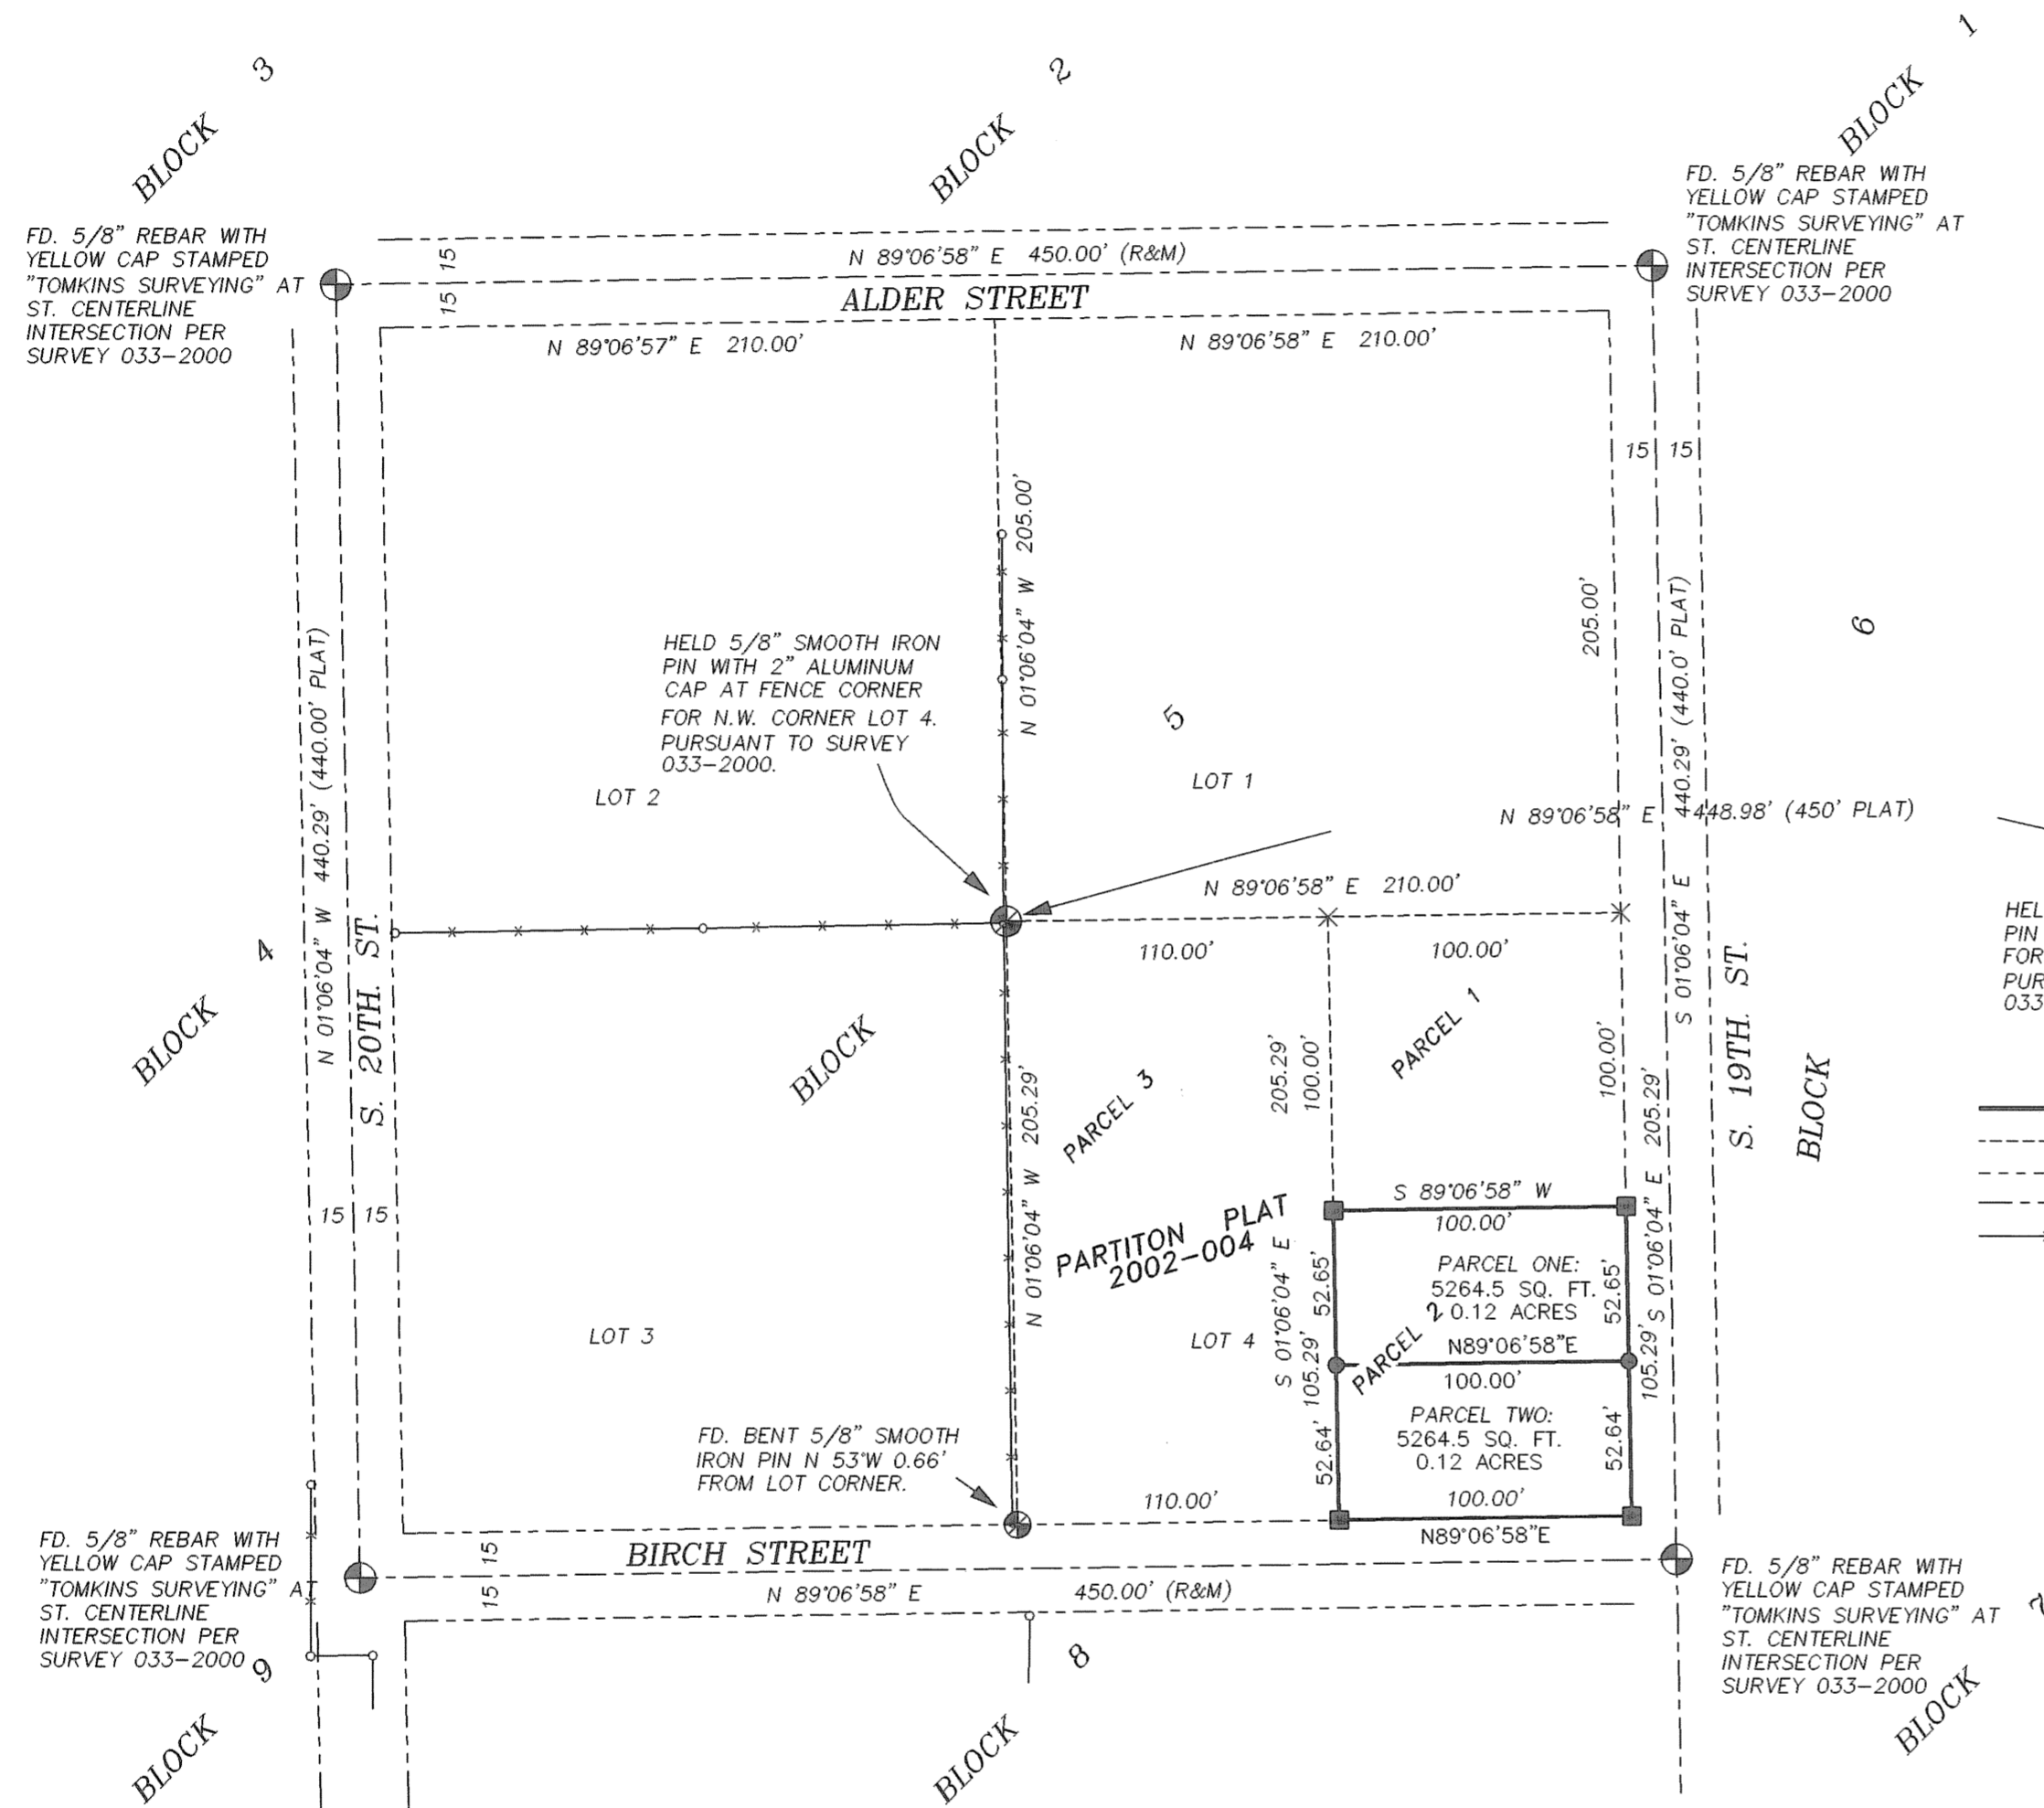 BLOCK 3
BLOCK 2
BLOCK 1
FD. 5/8" REBAR WITH
YELLOW CAP STAMPED
"TOMKINS SURVEYING" AT
ST. CENTERLINE
INTERSECTION PER
SURVEY 033-2000
FD. 5/8" REBAR WITH
YELLOW CAP STAMPED
"TOMKINS SURVEYING" AT
ST. CENTERLINE
INTERSECTION PER
SURVEY 033-2000
15 15
N 89°06'58" E 450.00' (R&M)
ALDER STREET
N 89°06'57" E 210.00'
N 89°06'58" E 210.00'
15 15
N 01°06'04" W 205.00'
205.00'
N 01°06'04" W 440.29' (440.00' PLAT)
S 01°06'04" E 440.29' (440.0' PLAT)
6
HELD 5/8" SMOOTH IRON
PIN WITH 2" ALUMINUM
CAP AT FENCE CORNER
FOR N.W. CORNER LOT 4.
PURSUANT TO SURVEY
033-2000.
5
LOT 2
LOT 1
N 89°06'58" E 448.98' (450' PLAT)
N 89°06'58" E 210.00'
110.00'
100.00'
HEL
PIN
FOR
PUR
033
BLOCK 4
S. 20TH. ST.
BLOCK
PARCEL 3
PARCEL 1
205.29'
100.00'
100.00'
S. 19TH. ST.
BLOCK
N 01°06'04" W 205.29'
S 01°06'04" E 205.29'
15 15
PARTITON PLAT
2002-004
S 89°06'58" W
100.00'
S 01°06'04" E
52.65'
PARCEL ONE:
5264.5 SQ. FT.
0.12 ACRES
52.65'
PARCEL 2
N89°06'58"E
100.00'
105.29'
105.29'
LOT 3
LOT 4
PARCEL TWO:
5264.5 SQ. FT.
0.12 ACRES
52.64'
52.64'
FD. BENT 5/8" SMOOTH
IRON PIN N 53°W 0.66'
FROM LOT CORNER.
110.00'
100.00'
N89°06'58"E
15 15
BIRCH STREET
N 89°06'58" E 450.00' (R&M)
FD. 5/8" REBAR WITH
YELLOW CAP STAMPED
"TOMKINS SURVEYING" AT
ST. CENTERLINE
INTERSECTION PER
SURVEY 033-2000
FD. 5/8" REBAR WITH
YELLOW CAP STAMPED
"TOMKINS SURVEYING" AT
ST. CENTERLINE
INTERSECTION PER
SURVEY 033-2000
BLOCK 9
BLOCK 8
BLOCK